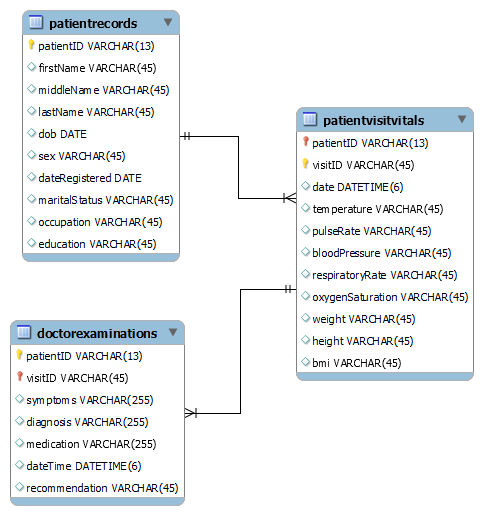 patientrecords
patientID VARCHAR(13)
firstName VARCHAR(45)
middleName VARCHAR(45)
lastName VARCHAR(45)
dob DATE
sex VARCHAR(45)
dateRegistered DATE
maritalStatus VARCHAR(45)
occupation VARCHAR(45)
education VARCHAR(45)
patientvisitvitals
patientID VARCHAR(13)
visitID VARCHAR(45)
date DATETIME(6)
temperature VARCHAR(45)
pulseRate VARCHAR(45)
bloodPressure VARCHAR(45)
respiratoryRate VARCHAR(45)
oxygenSaturation VARCHAR(45)
weight VARCHAR(45)
height VARCHAR(45)
bmi VARCHAR(45)
doctorexaminations
patientID VARCHAR(13)
visitID VARCHAR(45)
symptoms VARCHAR(255)
diagnosis VARCHAR(255)
medication VARCHAR(255)
dateTime DATETIME(6)
recommendation VARCHAR(45)